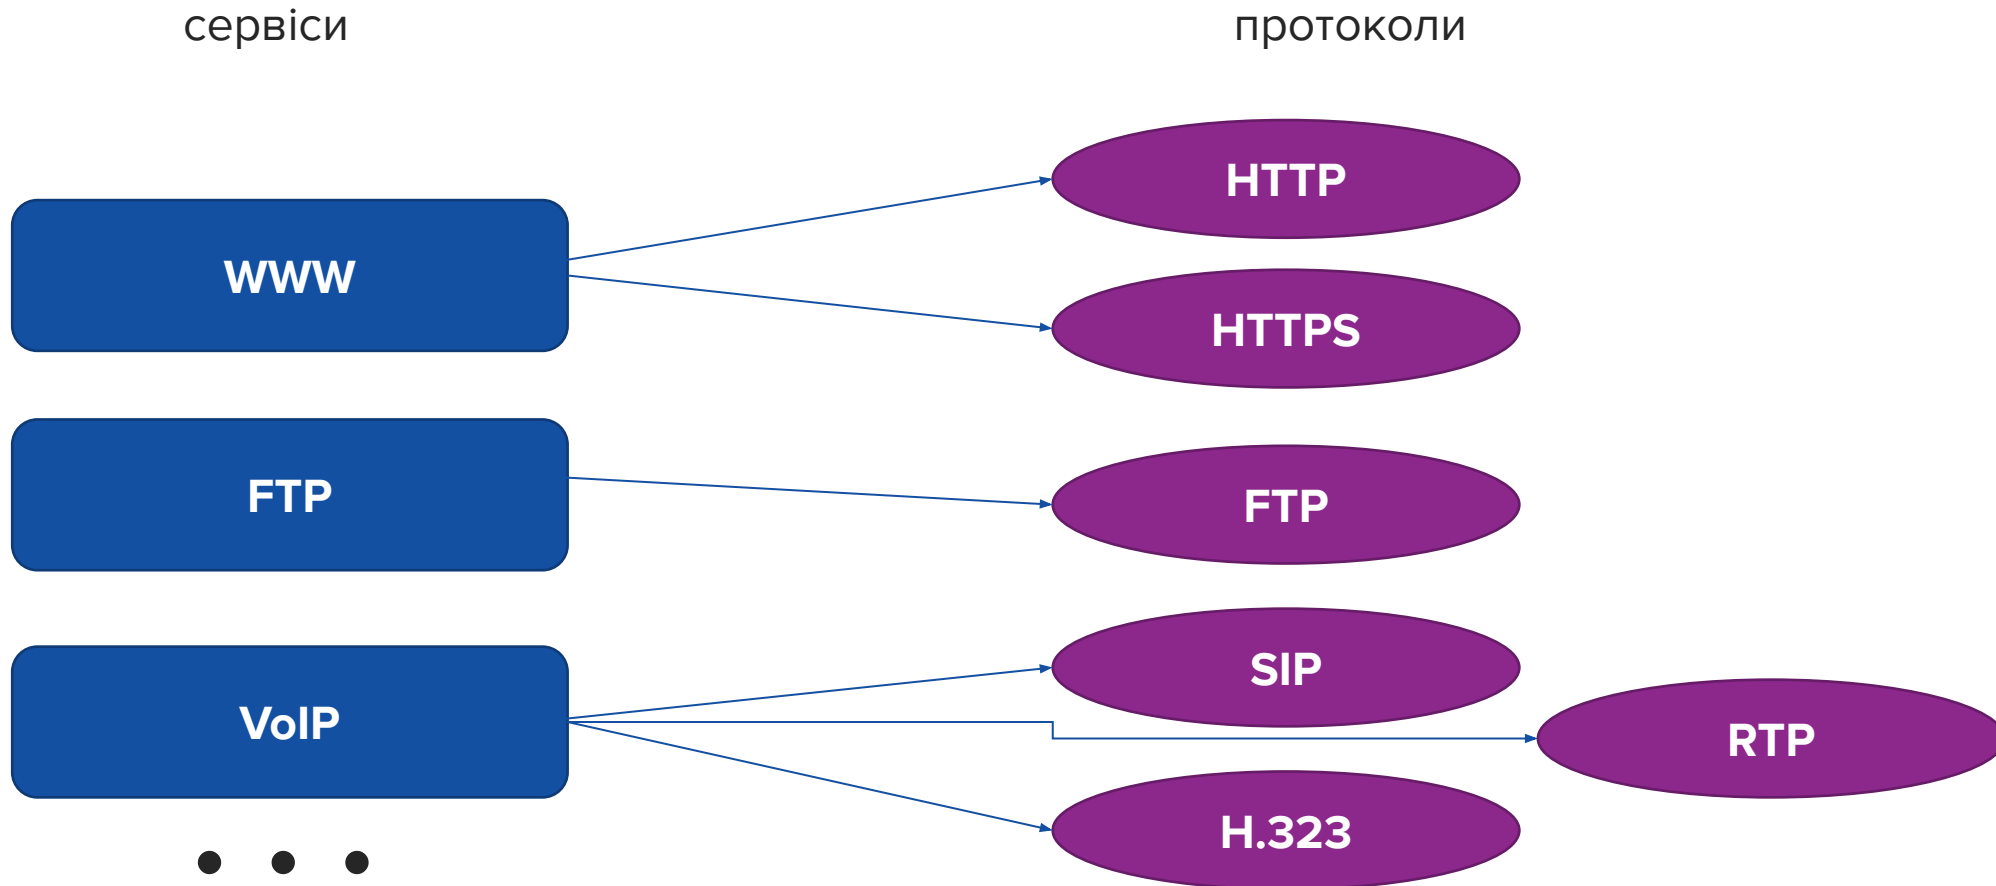 сервіси
протоколи
WWW
HTTP
HTTPS
FTP
FTP
VoIP
SIP
RTP
H.323
• • •